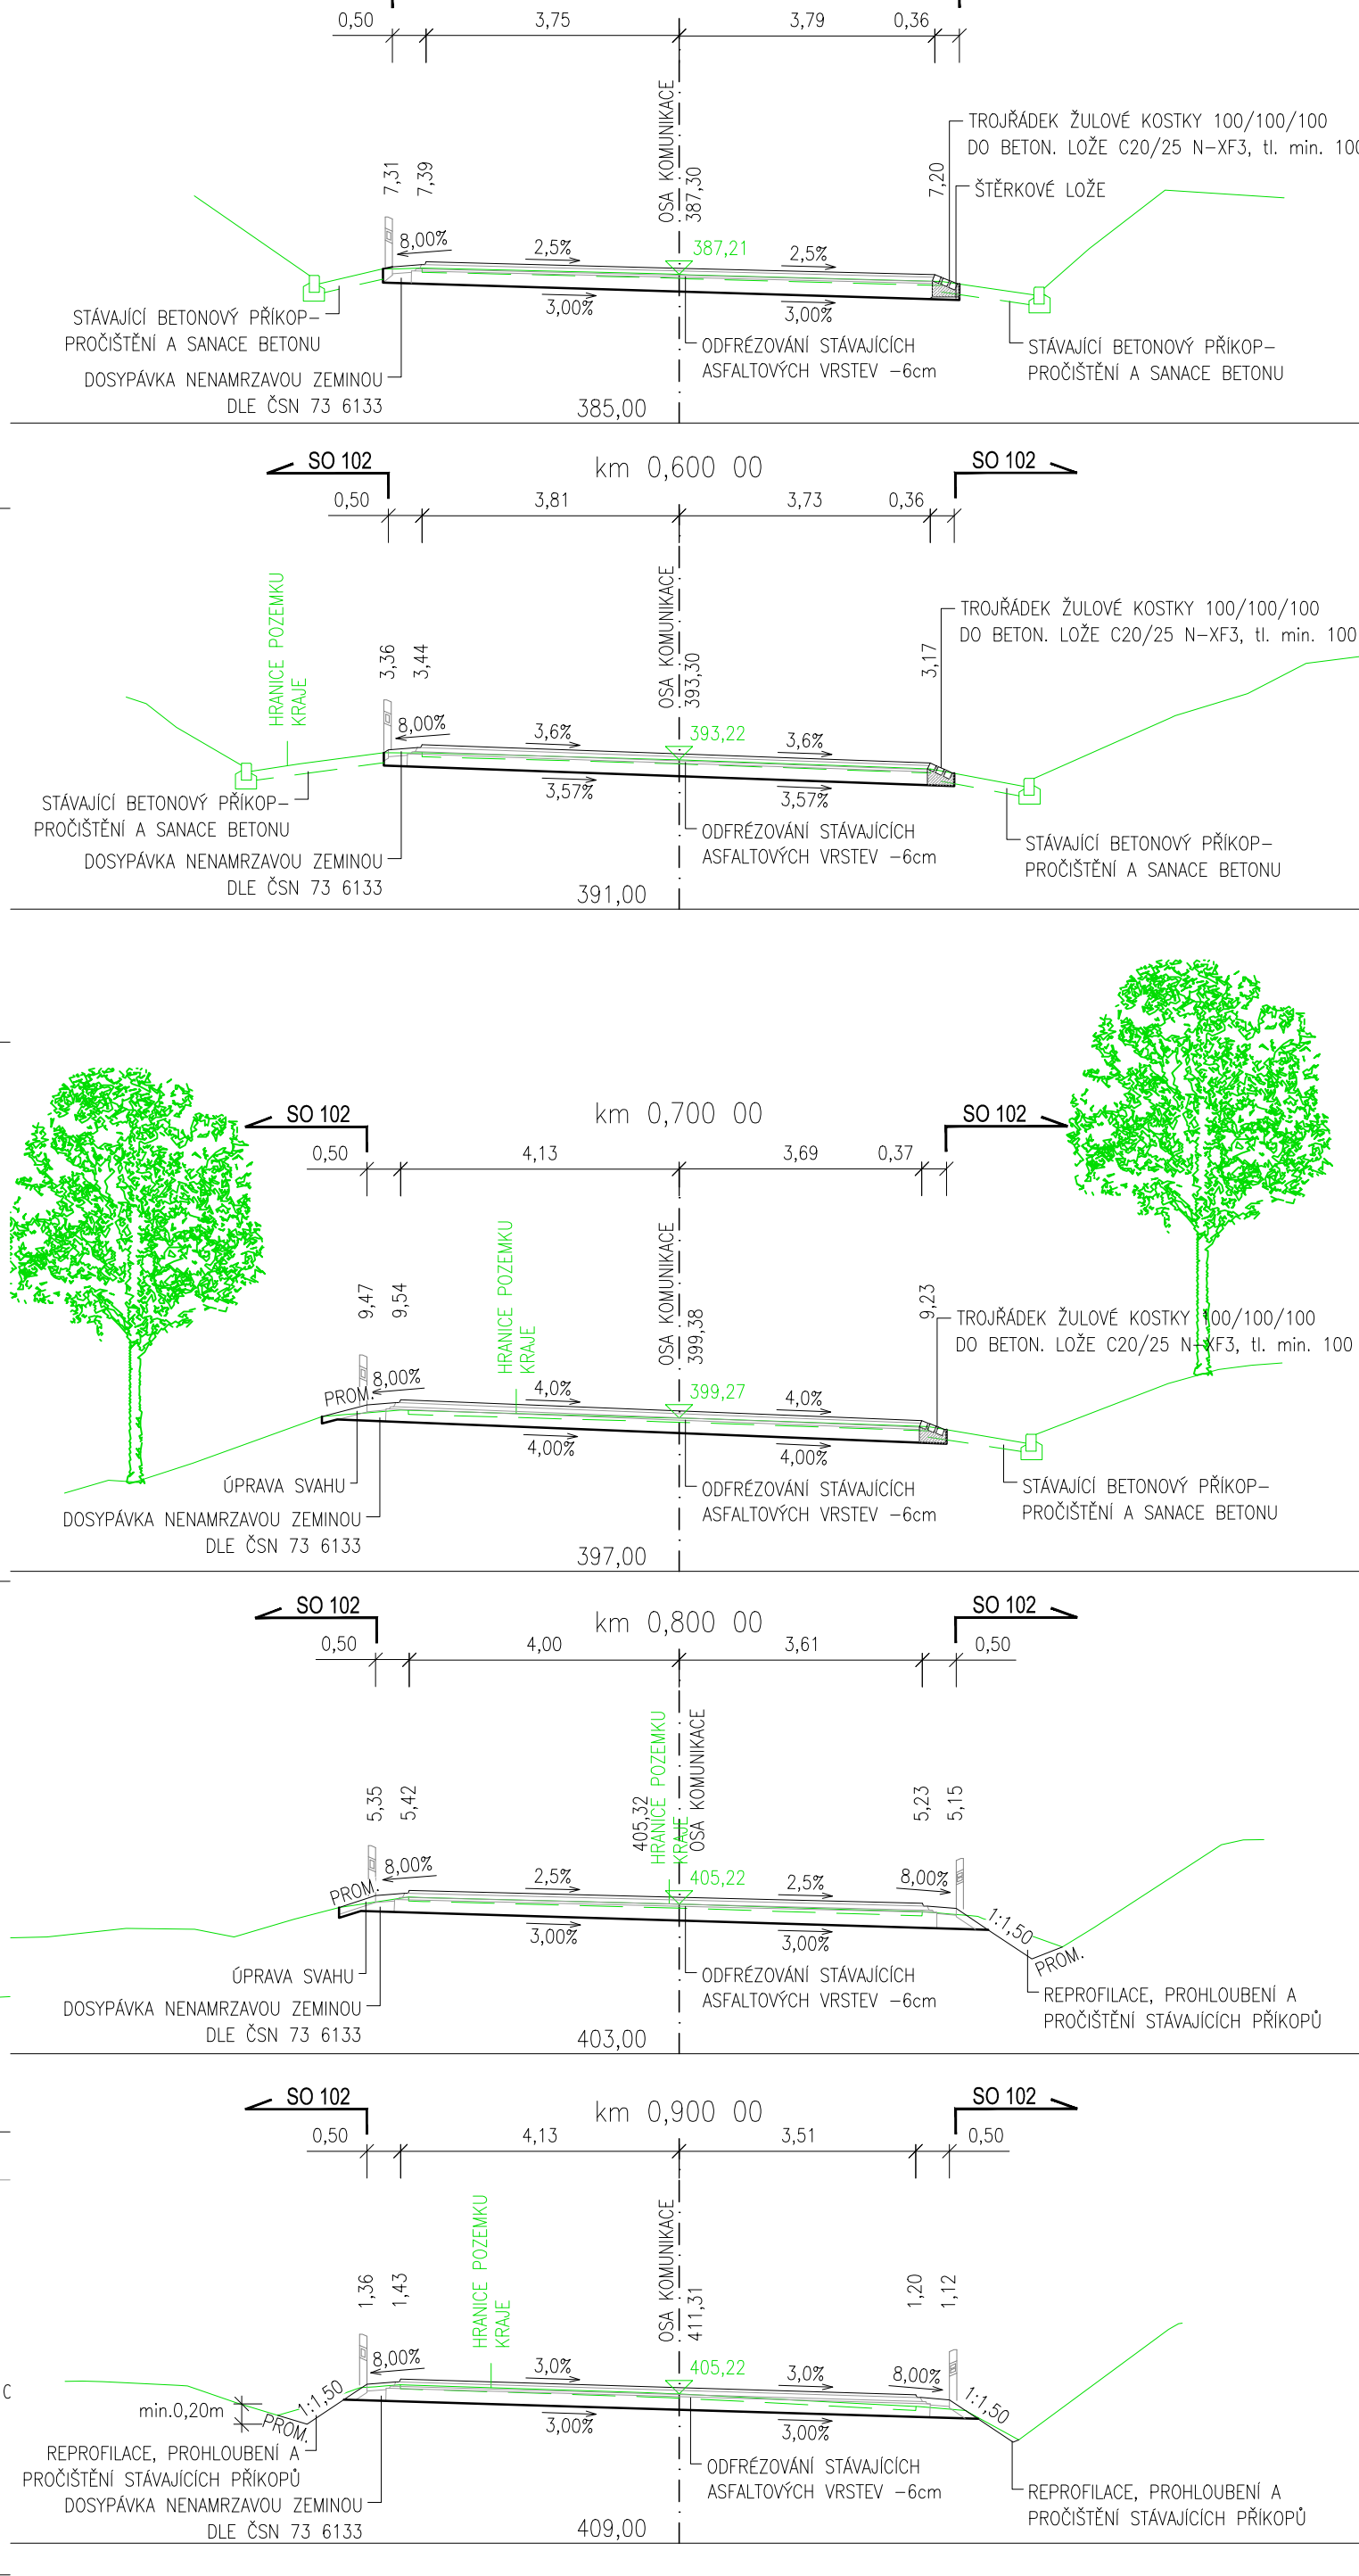 0,50 3,75 3,79 0,36
OSA KOMUNIKACE
387,30
7,31
7,39
7,20
TROJŘÁDEK ŽULOVÉ KOSTKY 100/100/100
DO BETON. LOŽE C20/25 N-XF3, tl. min.
ŠTĚRKOVÉ LOŽE
8,00% 2,5% 387,21 2,5%
3,00% 3,00%
STÁVAJÍCÍ BETONOVÝ PŘÍKOP-
PROČIŠTĚNÍ A SANACE BETONU
DOSYPÁVKA NENAMRZAVOU ZEMINOU
DLE ČSN 73 6133
ODFRÉZOVÁNÍ STÁVAJÍCÍCH
ASFALTOVÝCH VRSTEV -6cm
STÁVAJÍCÍ BETONOVÝ PŘÍKOP-
PROČIŠTĚNÍ A SANACE BETONU
385,00
SO 102 km 0,600 00 SO 102
0,50 3,81 3,73 0,36
HRANICE POZEMKU
KRAJE
3,36
3,44
OSA KOMUNIKACE
393,30
3,17
TROJŘÁDEK ŽULOVÉ KOSTKY 100/100/100
DO BETON. LOŽE C20/25 N-XF3, tl. min. 100
8,00% 3,6% 393,22 3,6%
3,57% 3,57%
STÁVAJÍCÍ BETONOVÝ PŘÍKOP-
PROČIŠTĚNÍ A SANACE BETONU
DOSYPÁVKA NENAMRZAVOU ZEMINOU
DLE ČSN 73 6133
ODFRÉZOVÁNÍ STÁVAJÍCÍCH
ASFALTOVÝCH VRSTEV -6cm
STÁVAJÍCÍ BETONOVÝ PŘÍKOP-
PROČIŠTĚNÍ A SANACE BETONU
391,00
SO 102 km 0,700 00 SO 102
0,50 4,13 3,69 0,37
9,47
9,54
HRANICE POZEMKU
KRAJE
OSA KOMUNIKACE
399,38
9,23
TROJŘÁDEK ŽULOVÉ KOSTKY 100/100/100
DO BETON. LOŽE C20/25 N-XF3, tl. min. 100
PROM. 8,00% 4,0% 399,27 4,0%
4,00% 4,00%
ÚPRAVA SVAHU
DOSYPÁVKA NENAMRZAVOU ZEMINOU
DLE ČSN 73 6133
ODFRÉZOVÁNÍ STÁVAJÍCÍCH
ASFALTOVÝCH VRSTEV -6cm
STÁVAJÍCÍ BETONOVÝ PŘÍKOP-
PROČIŠTĚNÍ A SANACE BETONU
397,00
SO 102 km 0,800 00 SO 102
0,50 4,00 3,61 0,50
5,35
5,42
405,32
HRANICE POZEMKU
KRAJE
OSA KOMUNIKACE
5,23
5,15
PROM. 8,00% 2,5% 405,22 2,5% 8,00%
1:1,50
PROM.
3,00% 3,00%
ÚPRAVA SVAHU
DOSYPÁVKA NENAMRZAVOU ZEMINOU
DLE ČSN 73 6133
ODFRÉZOVÁNÍ STÁVAJÍCÍCH
ASFALTOVÝCH VRSTEV -6cm
REPROFILACE, PROHLOUBENÍ A
PROČIŠTĚNÍ STÁVAJÍCÍCH PŘÍKOPŮ
403,00
SO 102 km 0,900 00 SO 102
0,50 4,13 3,51 0,50
1,36
1,43
HRANICE POZEMKU
KRAJE
OSA KOMUNIKACE
411,31
1,20
1,12
8,00% 3,0% 405,22 3,0% 8,00%
1:1,50
1:1,50
min.0,20m
PROM.
3,00% 3,00%
REPROFILACE, PROHLOUBENÍ A
PROČIŠTĚNÍ STÁVAJÍCÍCH PŘÍKOPŮ
DOSYPÁVKA NENAMRZAVOU ZEMINOU
DLE ČSN 73 6133
ODFRÉZOVÁNÍ STÁVAJÍCÍCH
ASFALTOVÝCH VRSTEV -6cm
REPROFILACE, PROHLOUBENÍ A
PROČIŠTĚNÍ STÁVAJÍCÍCH PŘÍKOPŮ
409,00